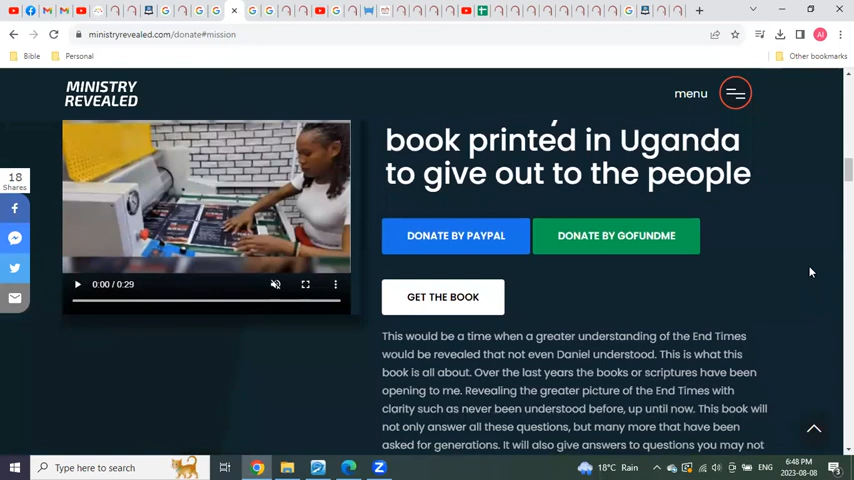 ministryrevealed.com/donate#mission
Bible
Personal
Other bookmarks
MINISTRY
REVEALED
menu
book printed in Uganda
to give out to the people
18
Shares
DONATE BY PAYPAL
DONATE BY GOFUNDME
0:00 / 0:29
GET THE BOOK
This would be a time when a greater understanding of the End Times
would be revealed that not even Daniel understood. This is what this
book is all about. Over the last years the books or scriptures have been
opening to me. Revealing the greater picture of the End Times with
clarity such as never been understood before, up until now. This book will
not only answer all these questions, but many more that have been
asked for generations. It will also give answers to questions you may not
Type here to search
18°C Rain
ENG
6:48 PM
2023-08-08
3